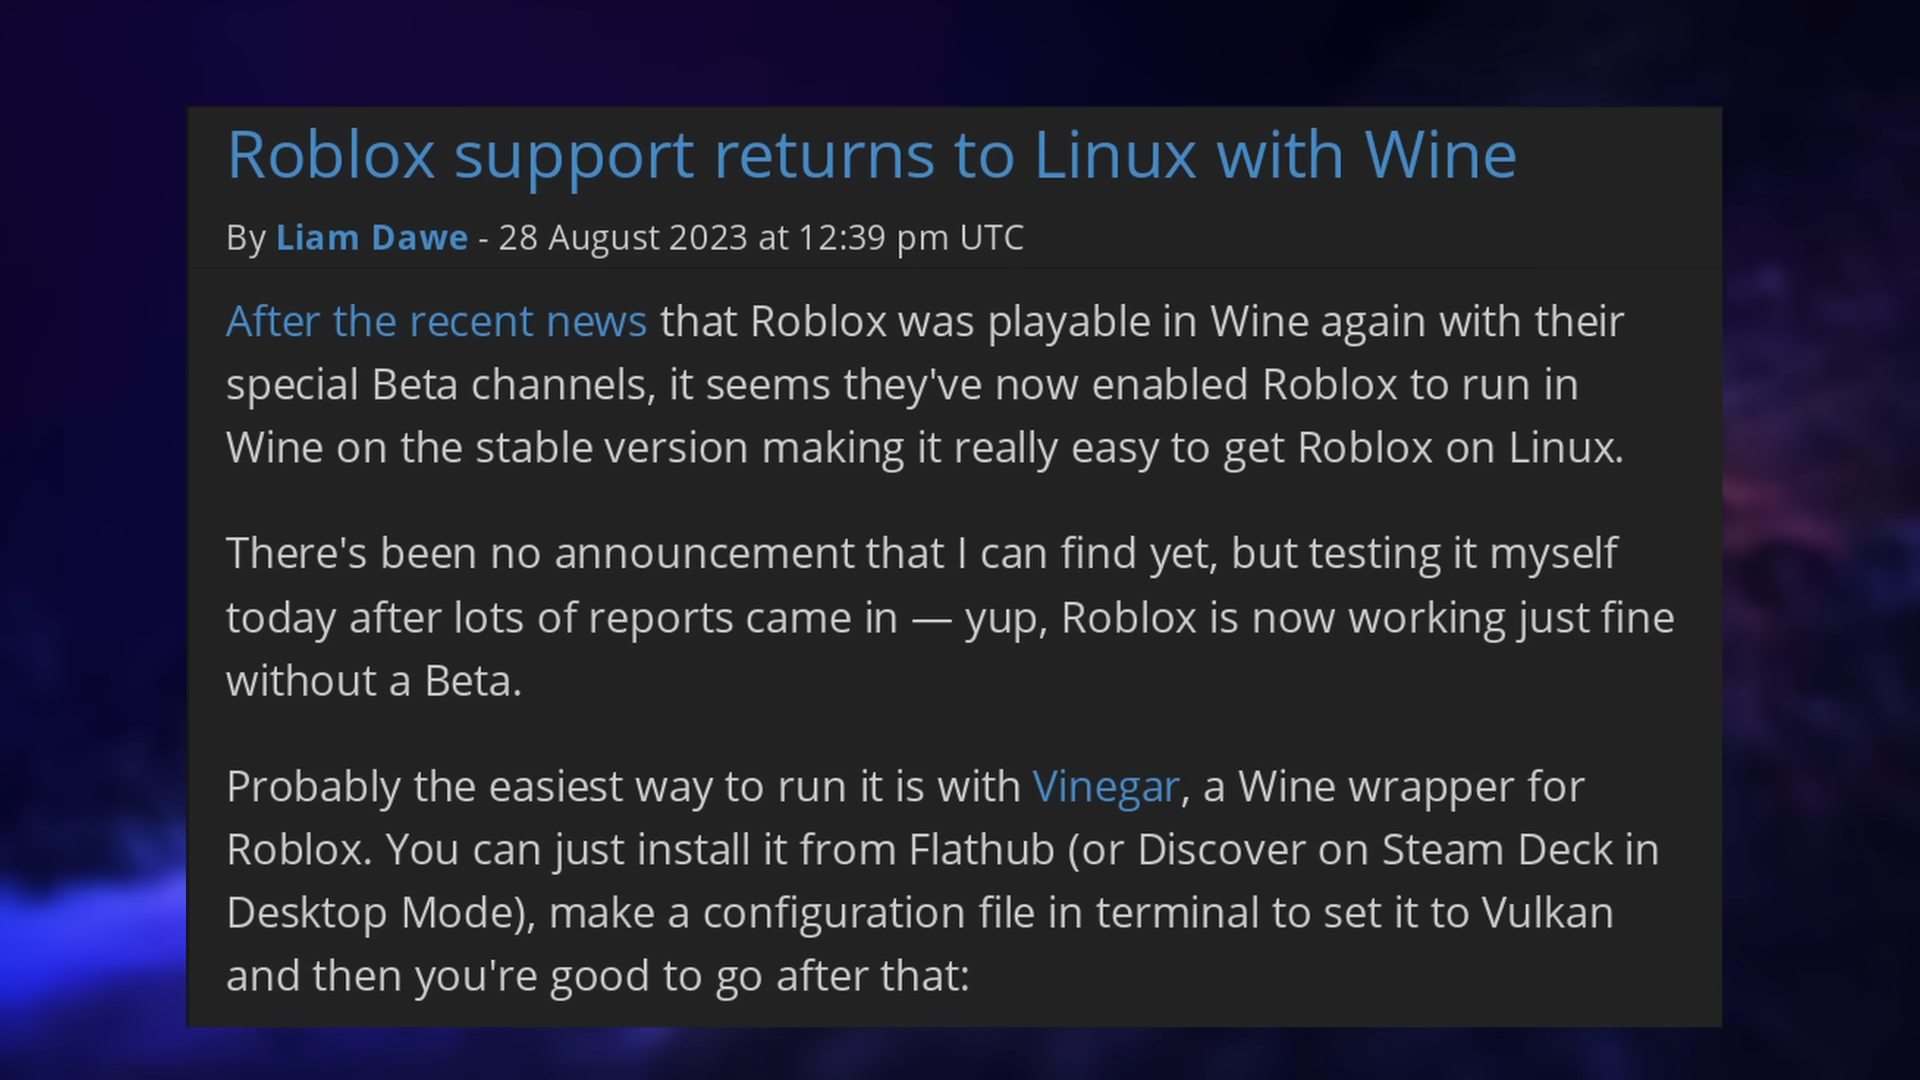 Roblox support returns to Linux with Wine
By Liam Dawe - 28 August 2023 at 12:39 pm UTC
After the recent news that Roblox was playable in Wine again with their
special Beta channels, it seems they've now enabled Roblox to run in
Wine on the stable version making it really easy to get Roblox on Linux.
There's been no announcement that I can find yet, but testing it myself
today after lots of reports came in — yup, Roblox is now working just fine
without a Beta.
Probably the easiest way to run it is with Vinegar, a Wine wrapper for
Roblox. You can just install it from Flathub (or Discover on Steam Deck in
Desktop Mode), make a configuration file in terminal to set it to Vulkan
and then you're good to go after that: